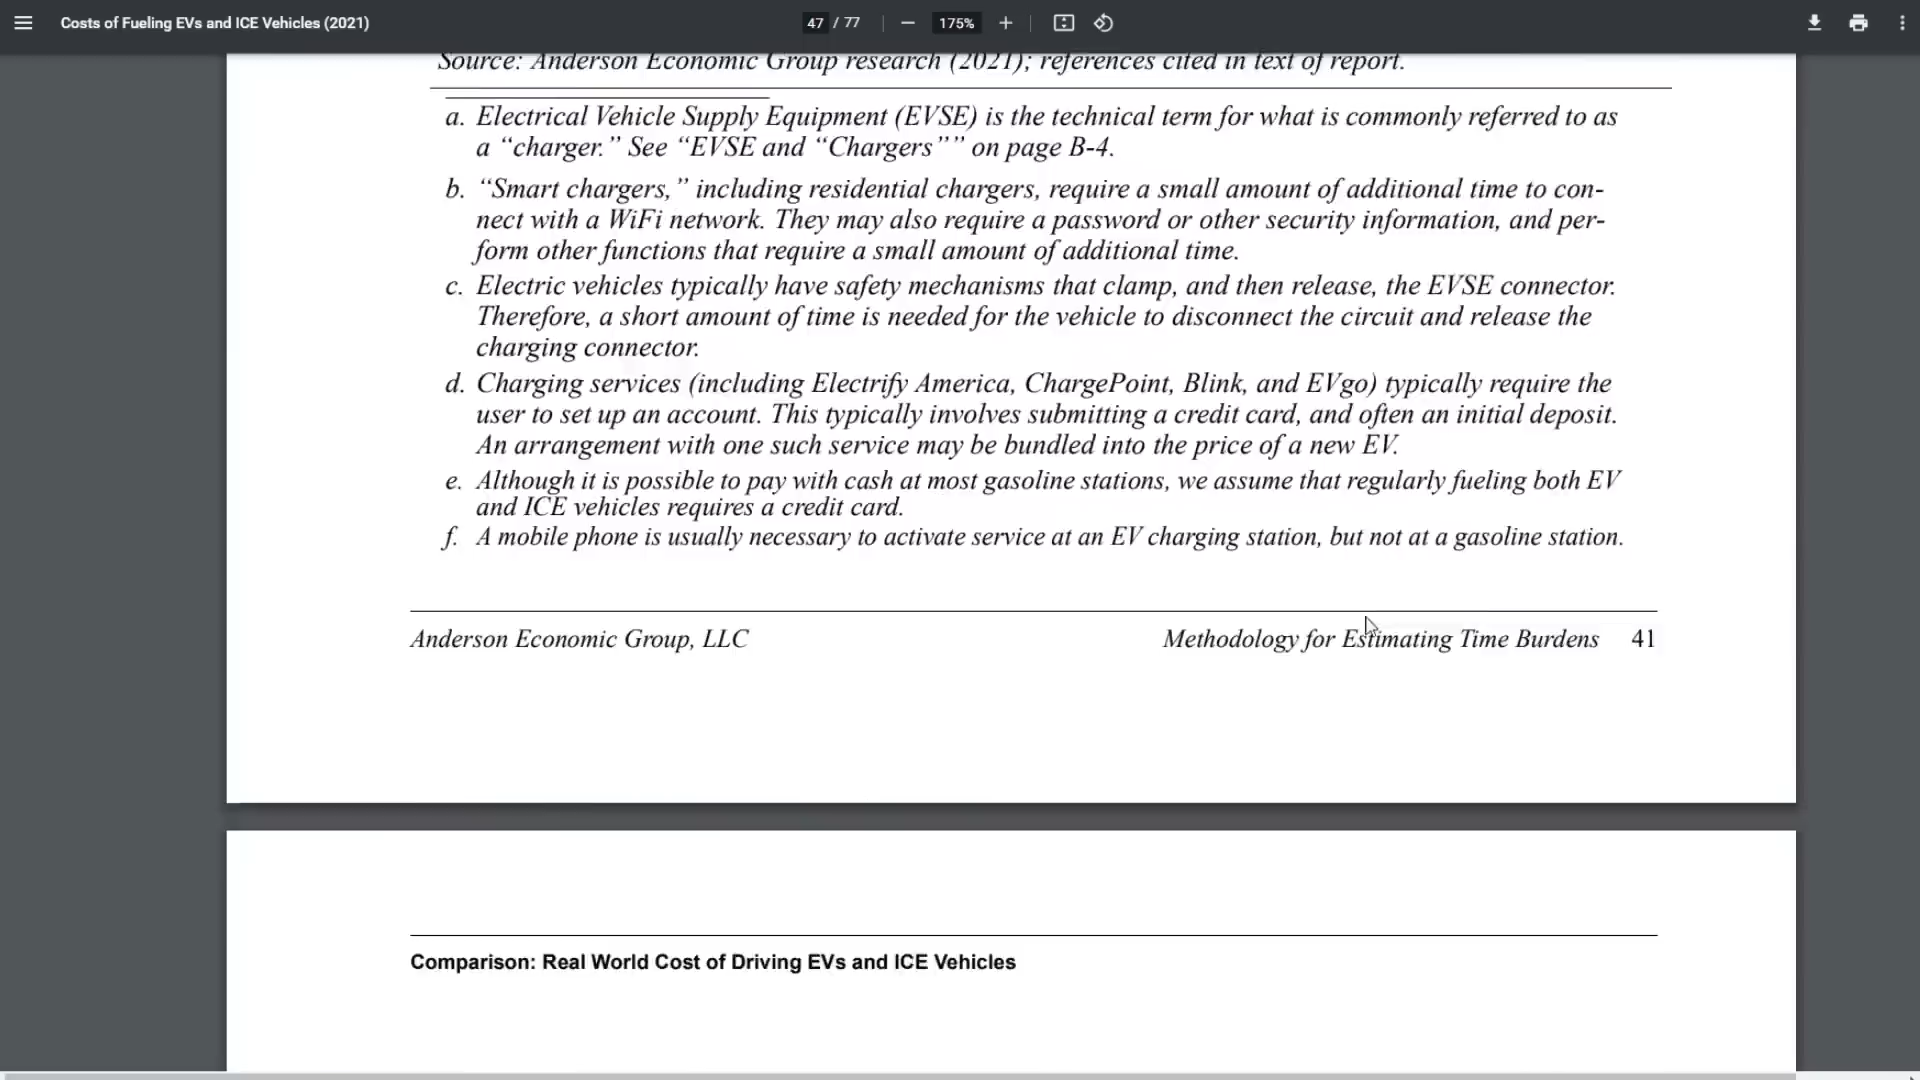 Costs of Fueling EVs and ICE Vehicles (2021)
47 / 77
175%
Source: Anderson Economic Group research (2021); references cited in text of report.
a. Electrical Vehicle Supply Equipment (EVSE) is the technical term for what is commonly referred to as
a “charger.” See “EVSE and “Chargers”” on page B-4.
b. “Smart chargers,” including residential chargers, require a small amount of additional time to con-
nect with a WiFi network. They may also require a password or other security information, and per-
form other functions that require a small amount of additional time.
c. Electric vehicles typically have safety mechanisms that clamp, and then release, the EVSE connector.
Therefore, a short amount of time is needed for the vehicle to disconnect the circuit and release the
charging connector.
d. Charging services (including Electrify America, ChargePoint, Blink, and EVgo) typically require the
user to set up an account. This typically involves submitting a credit card, and often an initial deposit.
An arrangement with one such service may be bundled into the price of a new EV.
e. Although it is possible to pay with cash at most gasoline stations, we assume that regularly fueling both EV
and ICE vehicles requires a credit card.
f. A mobile phone is usually necessary to activate service at an EV charging station, but not at a gasoline station.
Anderson Economic Group, LLC
Methodology for Estimating Time Burdens 41
Comparison: Real World Cost of Driving EVs and ICE Vehicles